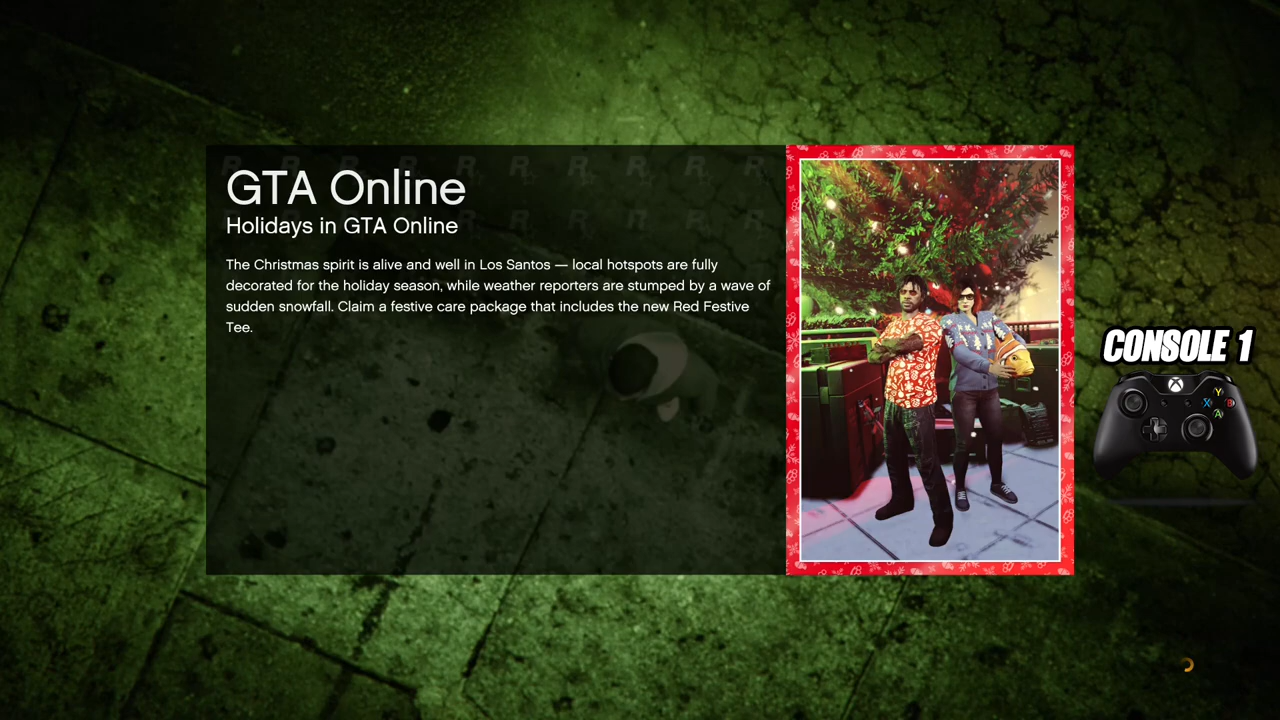 GTA Online
Holidays in GTA Online
The Christmas spirit is alive and well in Los Santos — local hotspots are fully
decorated for the holiday season, while weather reporters are stumped by a wave of
sudden snowfall. Claim a festive care package that includes the new Red Festive
Tee.
CONSOLE 1
Y
X B
A